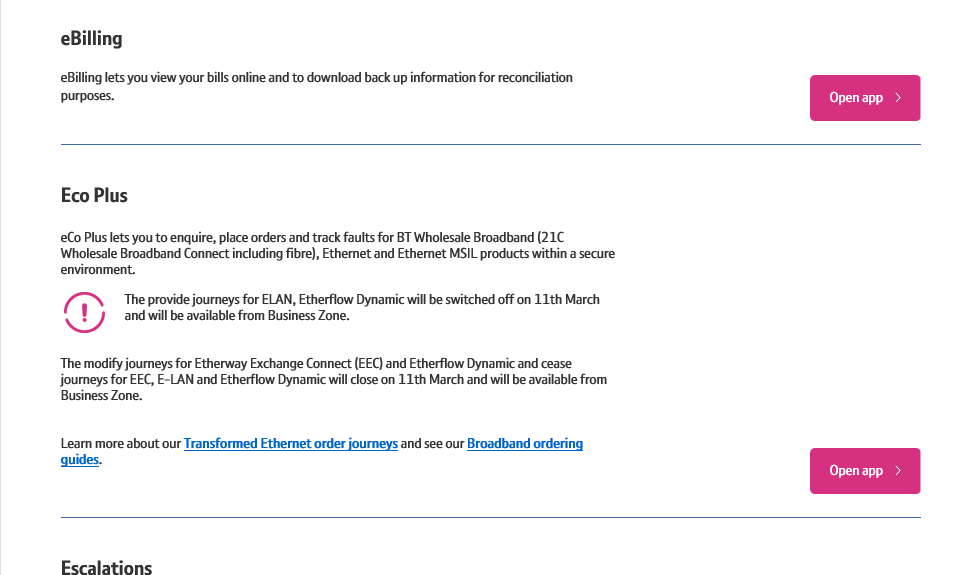 eBilling
eBilling lets you view your bills online and to download back up information for reconciliation
purposes.
Open app
Eco Plus
eCo Plus lets you to enquire, place orders and track faults for BT Wholesale Broadband (21C
Wholesale Broadband Connect including fibre), Ethernet and Ethernet MSIL products within a secure
environment.
The provide journeys for ELAN, Etherflow Dynamic will be switched off on 11th March
and will be available from Business Zone.
The modify journeys for Etherway Exchange Connect (EEC) and Etherflow Dynamic and cease
journeys for EEC, E-LAN and Etherflow Dynamic will close on 11th March and will be available from
Business Zone.
Learn more about our Transformed Ethernet order journeys and see our Broadband ordering
guides.
Open app
Escalations